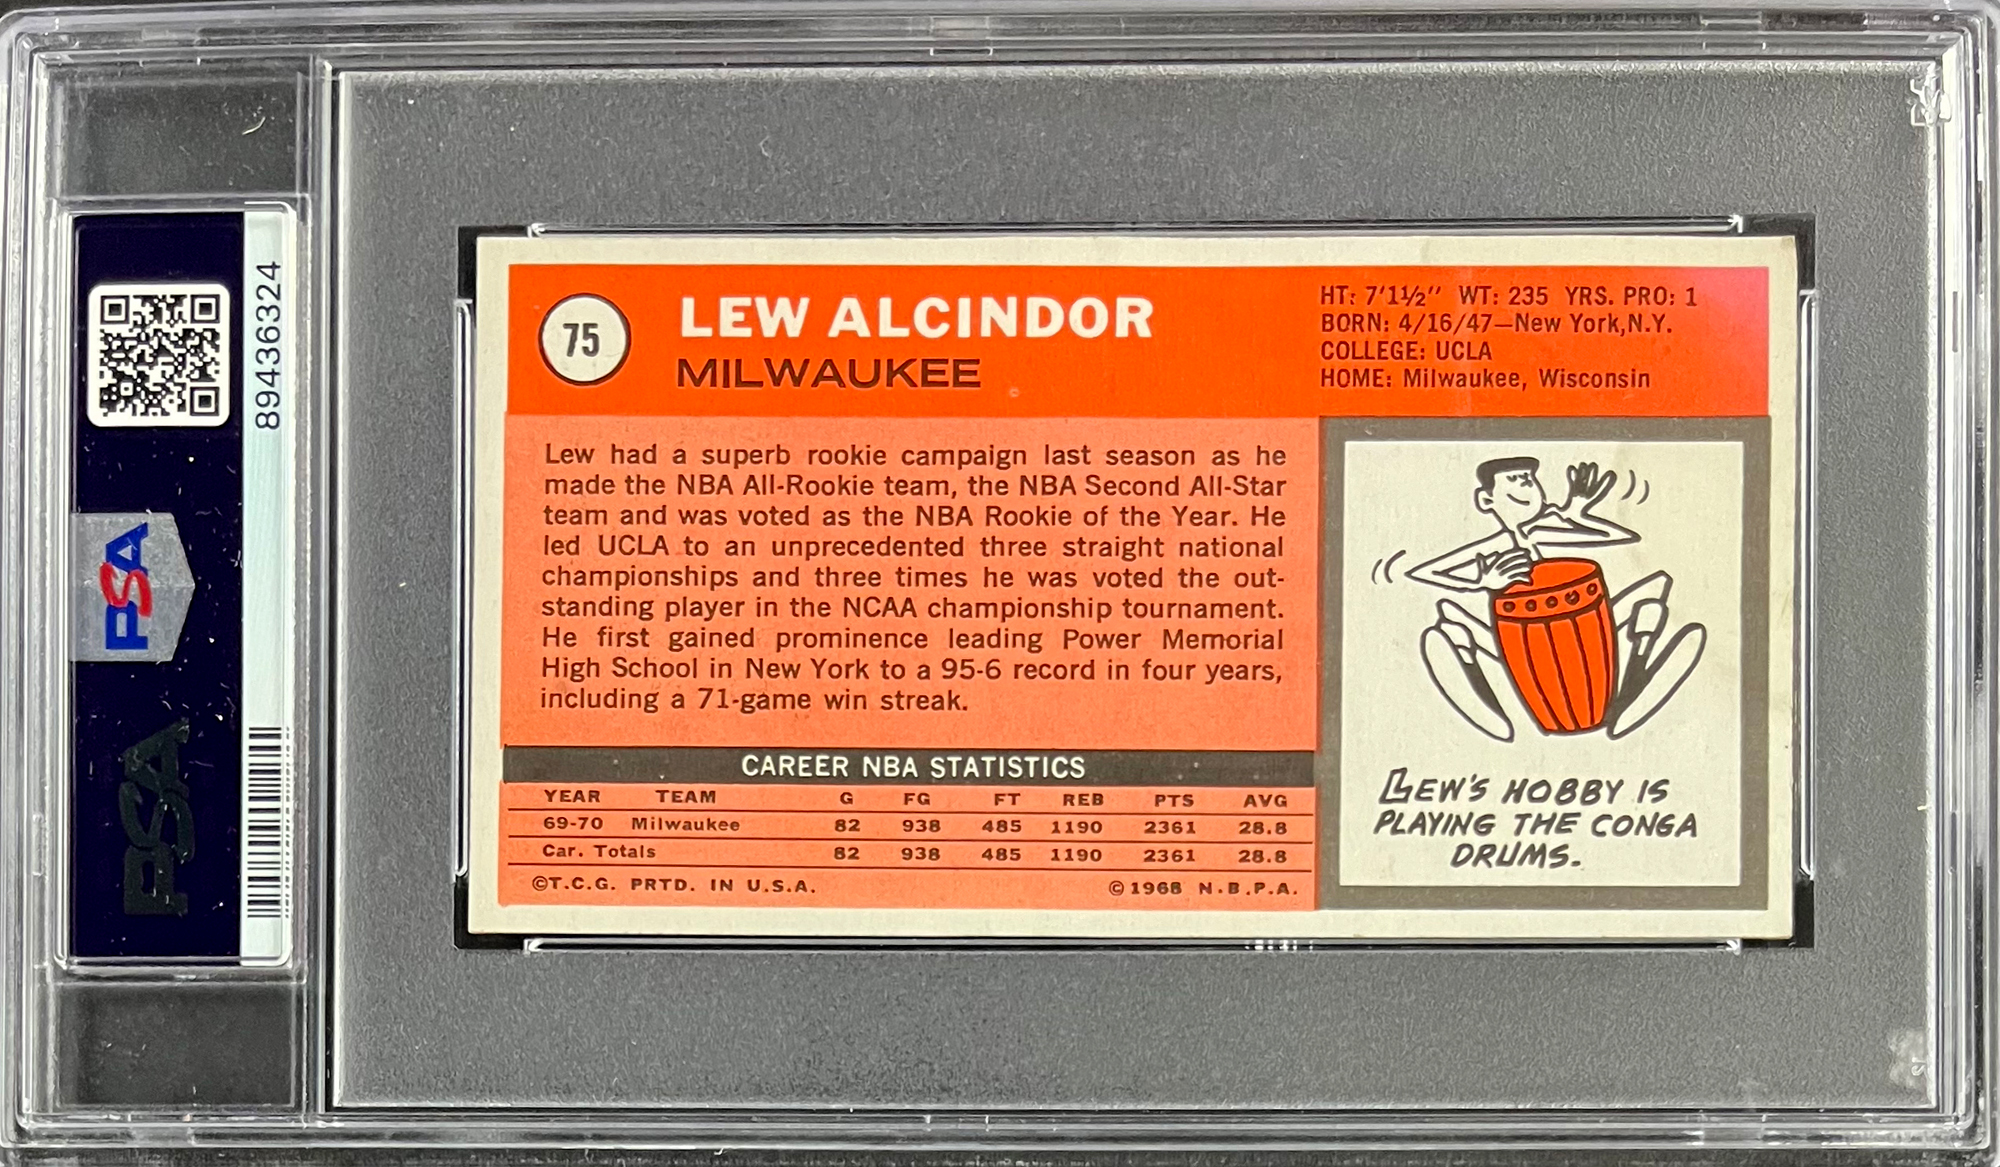 89436324
PSA
PSA
75
LEW ALCINDOR
MILWAUKEE
HT: 7'1½" WT: 235 YRS. PRO: 1
BORN: 4/16/47—New York,N.Y.
COLLEGE: UCLA
HOME: Milwaukee, Wisconsin
Lew had a superb rookie campaign last season as he
made the NBA All-Rookie team, the NBA Second All-Star
team and was voted as the NBA Rookie of the Year. He
led UCLA to an unprecedented three straight national
championships and three times he was voted the out-
standing player in the NCAA championship tournament.
He first gained prominence leading Power Memorial
High School in New York to a 95-6 record in four years,
including a 71-game win streak.
CAREER NBA STATISTICS
YEAR TEAM G FG FT REB PTS AVG
69-70 Milwaukee 82 938 485 1190 2361 28.8
Car. Totals 82 938 485 1190 2361 28.8
©T.C.G. PRTD. IN U.S.A. ©1968 N.B.P.A.
LEW'S HOBBY IS
PLAYING THE CONGA
DRUMS.